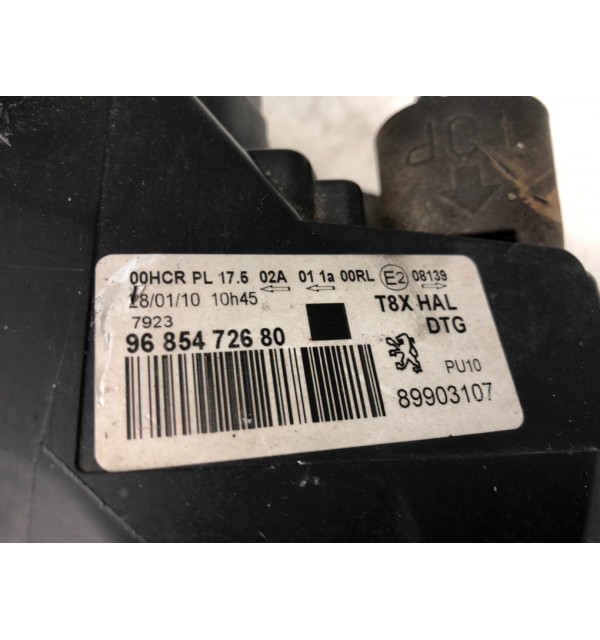 TOP
00HCR PL 17.5 02A 01 1a 00RL E2 08139
28/01/10 10h45
T8X HAL
7923
DTG
96 854 726 80
PU10
89903107